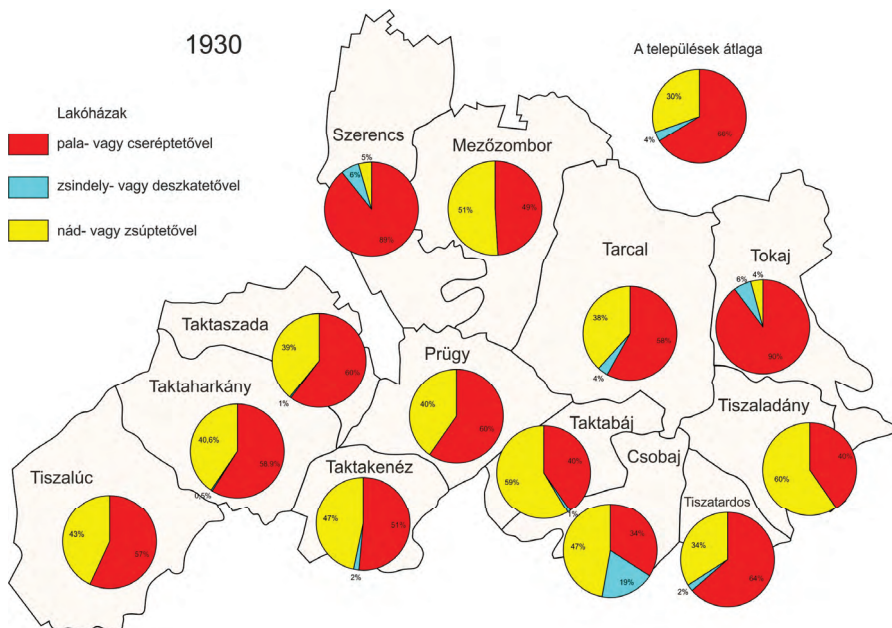 1930
A települések átlaga
30%
4%
66%
Lakóházak
pala- vagy cseréptetővel
zsindely- vagy deszkatetővel
nád- vagy zsúptetővel
Szerencs
5%
6%
89%
Mezőzombor
51%
49%
Tarcal
38%
58%
4%
Tokaj
6%
4%
90%
Taktaszada
39%
60%
1%
Taktaharkány
40,6%
58,9%
0,5%
Prügy
40%
60%
Taktabáj
59%
40%
1%
Csobaj
47%
34%
19%
Tiszaladány
60%
40%
Tiszalúc
43%
57%
Taktakenéz
47%
51%
2%
Tiszatardos
34%
64%
2%